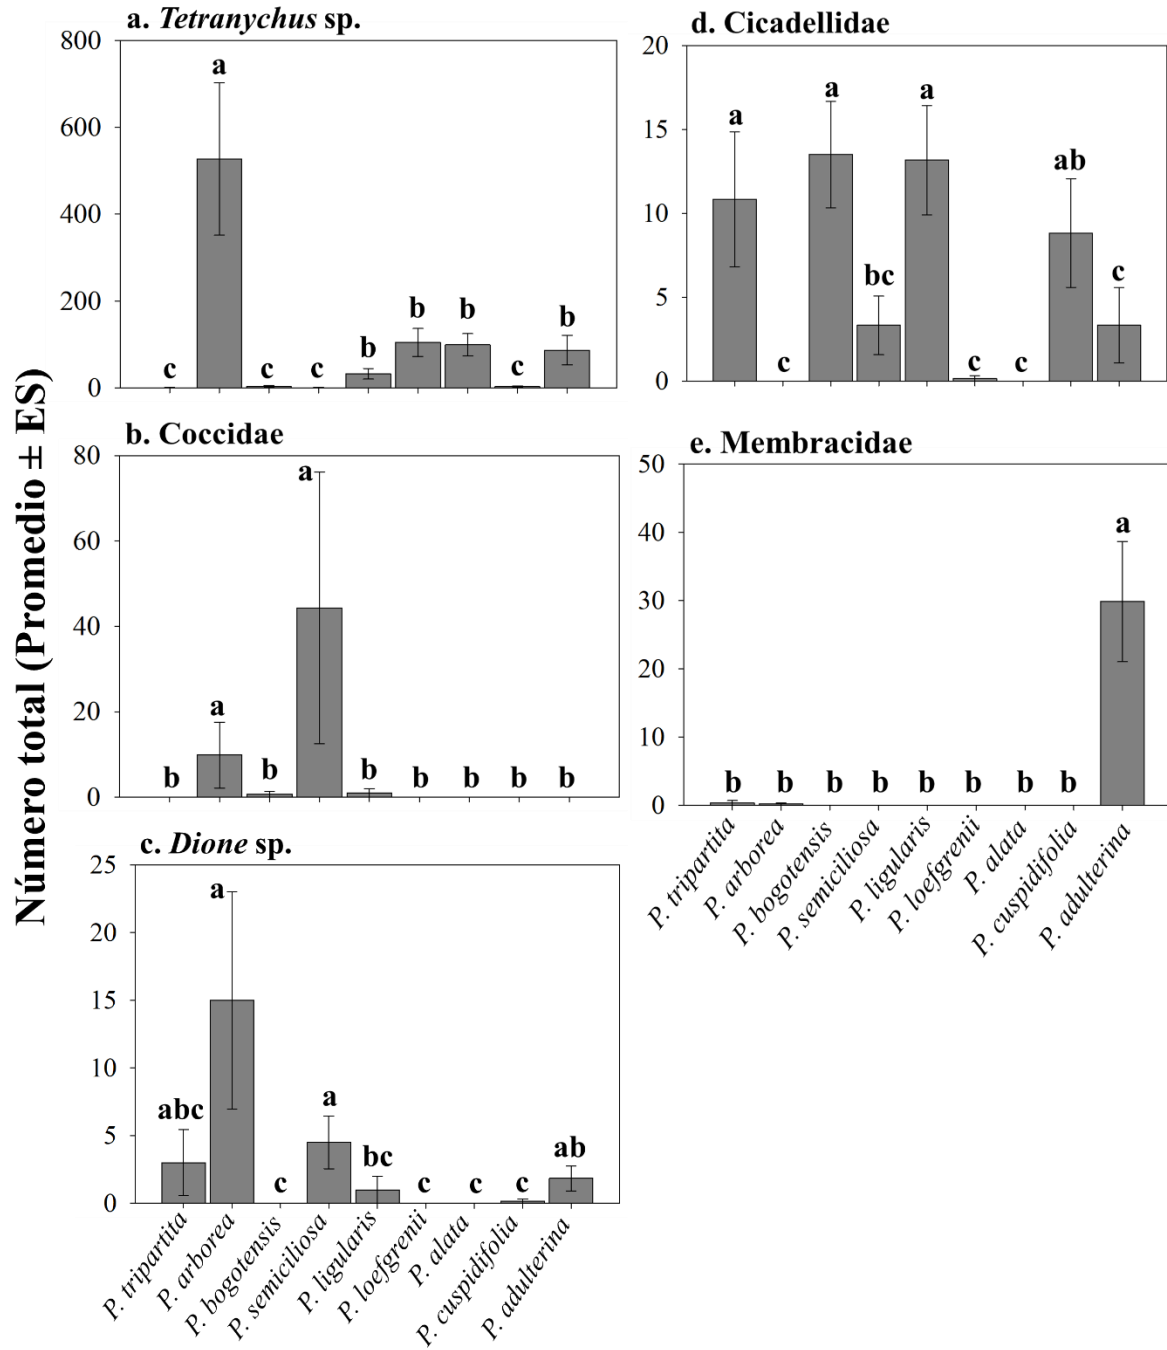 Número total (Promedio ± ES)
a. Tetranychus sp.
800
600
400
200
0
c
a
c
c
b
b
b
c
b
b. Coccidae
80
60
40
20
0
b
a
b
a
b
b
b
b
b
c. Dione sp.
25
20
15
10
5
0
abc
a
c
a
bc
c
c
c
ab
P. tripartita
P. arborea
P. bogotensis
P. semiciliosa
P. ligularis
P. loefgrenii
P. alata
P. cuspidifolia
P. adulterina
d. Cicadellidae
20
15
10
5
0
a
c
a
bc
a
c
c
ab
c
e. Membracidae
50
40
30
20
10
0
b
b
b
b
b
b
b
b
a
P. tripartita
P. arborea
P. bogotensis
P. semiciliosa
P. ligularis
P. loefgrenii
P. alata
P. cuspidifolia
P. adulterina